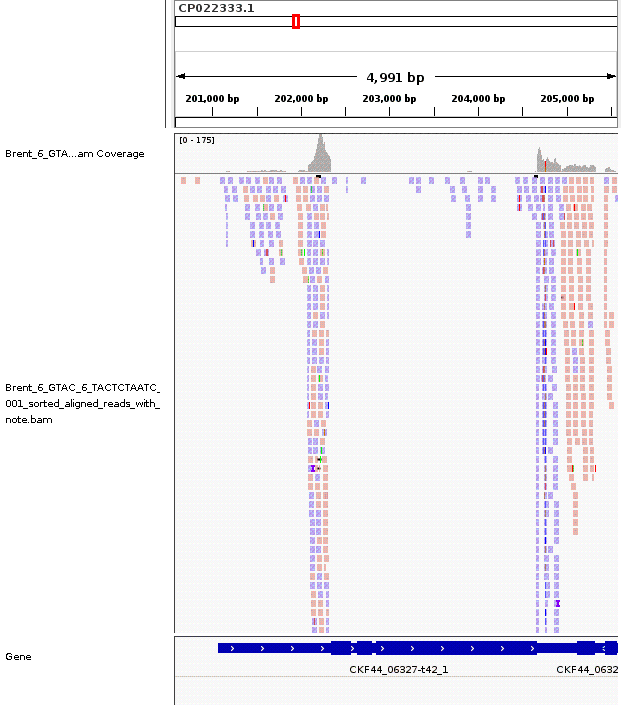 CP022333.1
4,991 bp
201,000 bp 202,000 bp 203,000 bp 204,000 bp 205,000 bp
[0 - 175]
Brent_6_GTA...am Coverage
Brent_6_GTAC_6_TACTCTAATC_
001_sorted_aligned_reads_with_
note.bam
Gene
CKF44_06327-t42_1 CKF44_0632